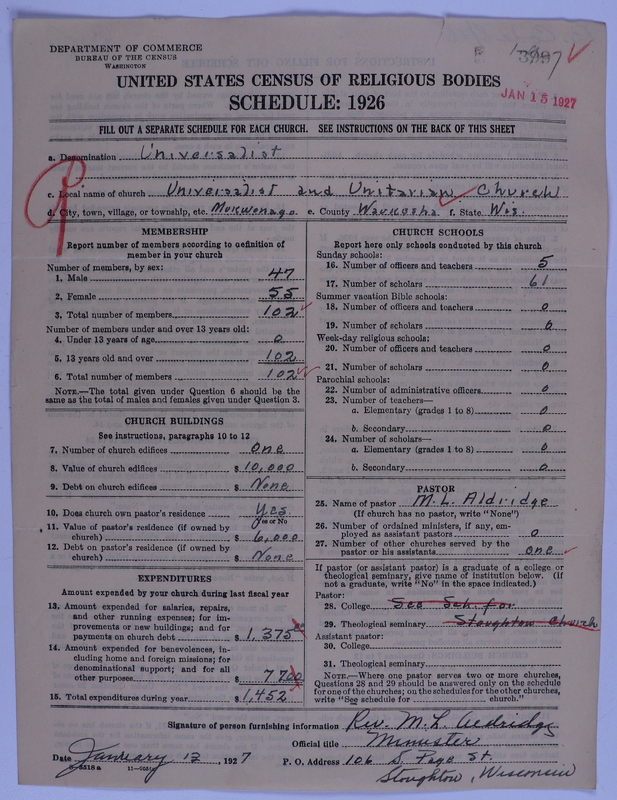 DEPARTMENT OF COMMERCE
BUREAU OF THE CENSUS
WASHINGTON
JAN 15 1927
UNITED STATES CENSUS OF RELIGIOUS BODIES
SCHEDULE: 1926
FILL OUT A SEPARATE SCHEDULE FOR EACH CHURCH. SEE INSTRUCTIONS ON THE BACK OF THIS SHEET
a. Denomination Universalist
c. Local name of church Universalist and Unitarian Church
d. City, town, village, or township, etc. Mukwonago e. County Waukesha f. State Wis.
MEMBERSHIP
Report number of members according to definition of
member in your church
Number of members, by sex:
1. Male 47
2. Female 55
3. Total number of members 102
Number of members under and over 13 years old:
4. Under 13 years of age 0
5. 13 years old and over 102
6. Total number of members 102
NOTE.—The total given under Question 6 should be
same as the total of males and females given under Question 3.
CHURCH BUILDINGS
See instructions, paragraphs 10 to 12
7. Number of church edifices one
8. Value of church edifices $ 10,000
9. Debt on church edifices $ None
10. Does church own pastor's residence? Yes
Yes or No
11. Value of pastor's residence (if owned by
church) $ 6,000
12. Debt on pastor's residence (if owned by
church) $ None
EXPENDITURES
Amount expended by your church during last fiscal year
13. Amount expended for salaries, repairs,
and other running expenses; for im-
provements or new buildings; and for
payments on church debt $ 1,375
14. Amount expended for benevolences, in-
cluding home and foreign missions; for
denominational support; and for all
other purposes $ 77 00
15. Total expenditures during year $ 1,452
CHURCH SCHOOLS
Report here only schools conducted by this church
Sunday schools:
16. Number of officers and teachers 5
17. Number of scholars 61
Summer vacation Bible schools:
18. Number of officers and teachers 0
19. Number of scholars 0
Week-day religious schools:
20. Number of officers and teachers 0
21. Number of scholars 0
Parochial schools:
22. Number of administrative officers 0
23. Number of teachers—
a. Elementary (grades 1 to 8) 0
b. Secondary 0
24. Number of scholars—
a. Elementary (grades 1 to 8) 0
b. Secondary 0
PASTOR
25. Name of pastor M. L. Aldridge
(If church has no pastor, write "None")
26. Number of ordained ministers, if any, em-
ployed as assistant pastors 0
27. Number of other churches served by the
pastor or his assistants one
If pastor (or assistant pastor) is a graduate of a college or
theological seminary, give name of institution below. (If
not a graduate, write "No" in the space indicated.)
Pastor:
28. College See Sch. for
29. Theological seminary Stoughton Church
Assistant pastor:
30. College
31. Theological seminary
NOTE.—Where one pastor serves two or more churches,
Questions 28 and 29 should be answered only on the schedule
for one of the churches; on the schedules for the other churches,
write "See schedule for church."
Signature of person furnishing information Rev. M. L. Aldridge
Official title Minister
Date January 12, 1927 P. O. Address 106 S. Page St.
Stoughton, Wisconsin